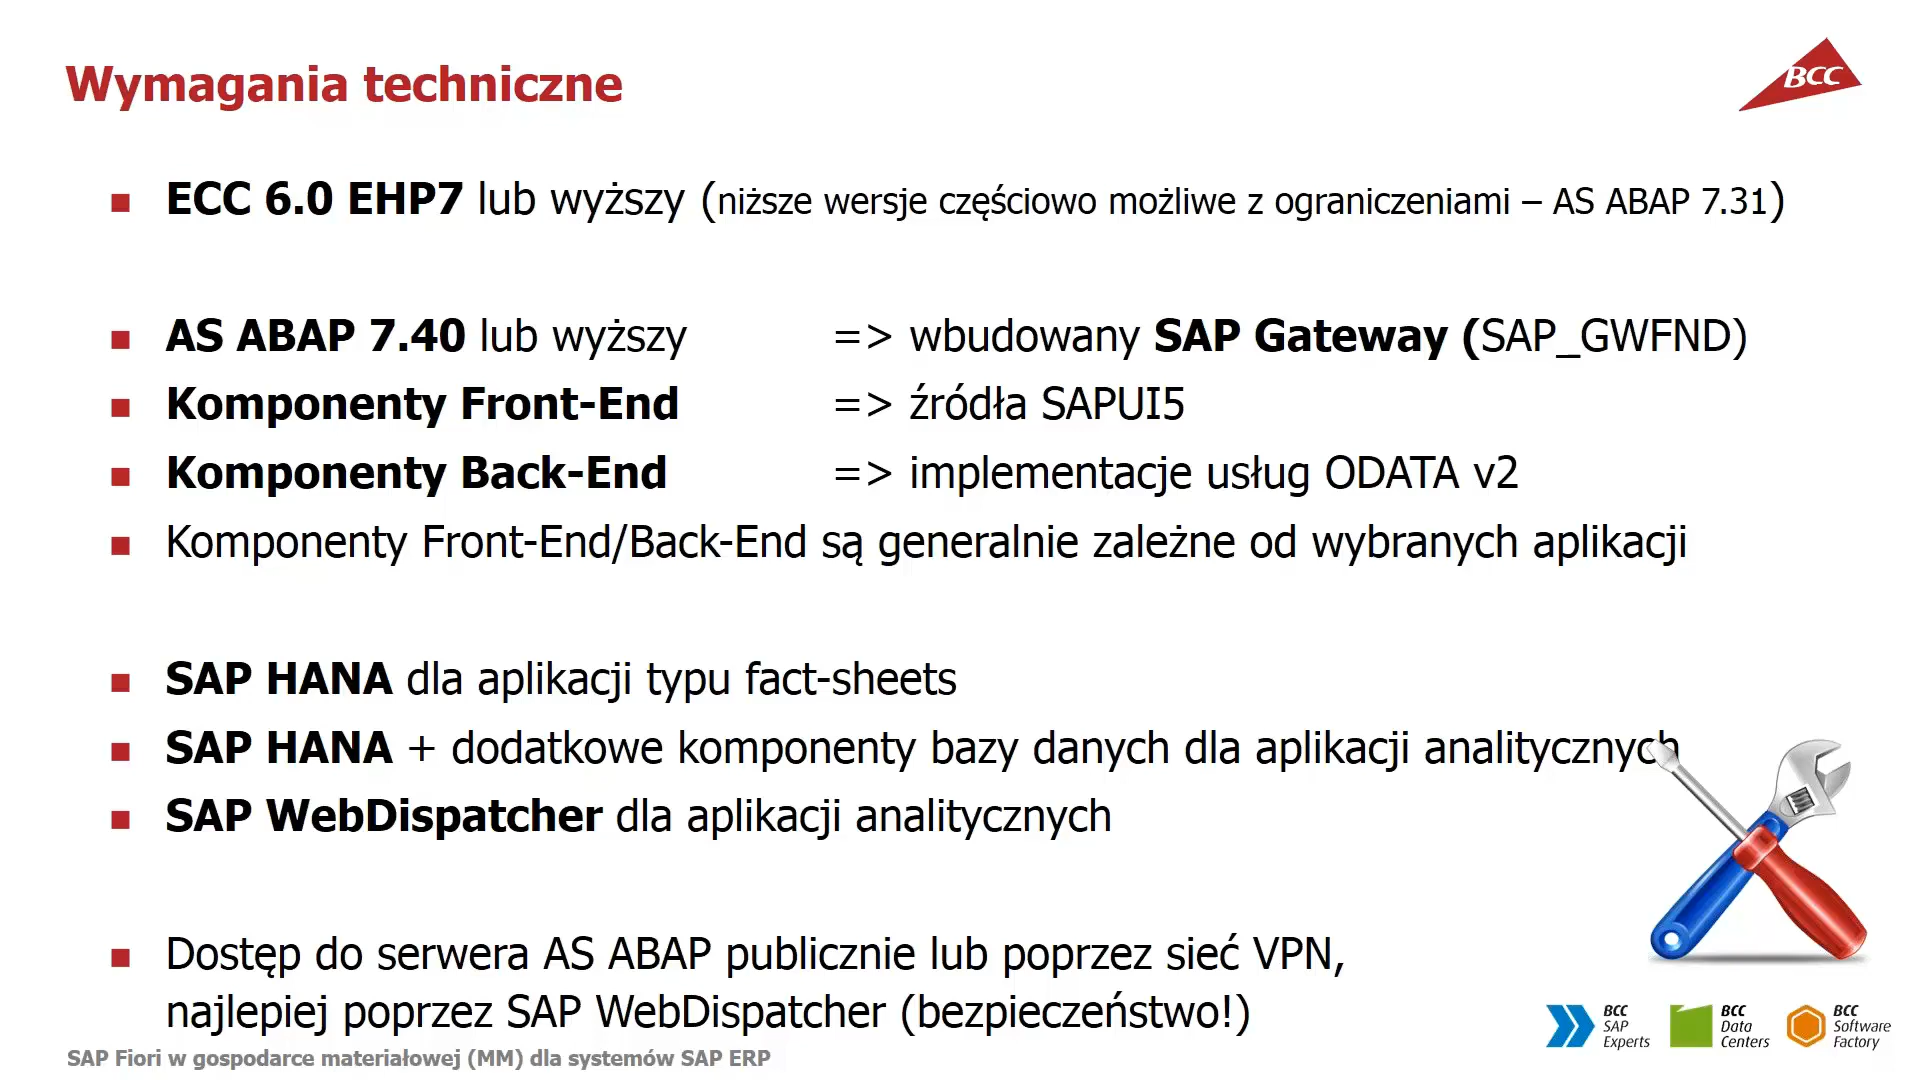 Wymagania techniczne
BCC
ECC 6.0 EHP7 lub wyższy (niższe wersje częściowo możliwe z ograniczeniami – AS ABAP 7.31)
AS ABAP 7.40 lub wyższy => wbudowany SAP Gateway (SAP_GWFND)
Komponenty Front-End => źródła SAPUI5
Komponenty Back-End => implementacje usług ODATA v2
Komponenty Front-End/Back-End są generalnie zależne od wybranych aplikacji
SAP HANA dla aplikacji typu fact-sheets
SAP HANA + dodatkowe komponenty bazy danych dla aplikacji analitycznych
SAP WebDispatcher dla aplikacji analitycznych
Dostęp do serwera AS ABAP publicznie lub poprzez sieć VPN,
najlepiej poprzez SAP WebDispatcher (bezpieczeństwo!)
SAP Fiori w gospodarce materiałowej (MM) dla systemów SAP ERP
BCC
SAP
Experts
BCC
Data
Centers
BCC
Software
Factory